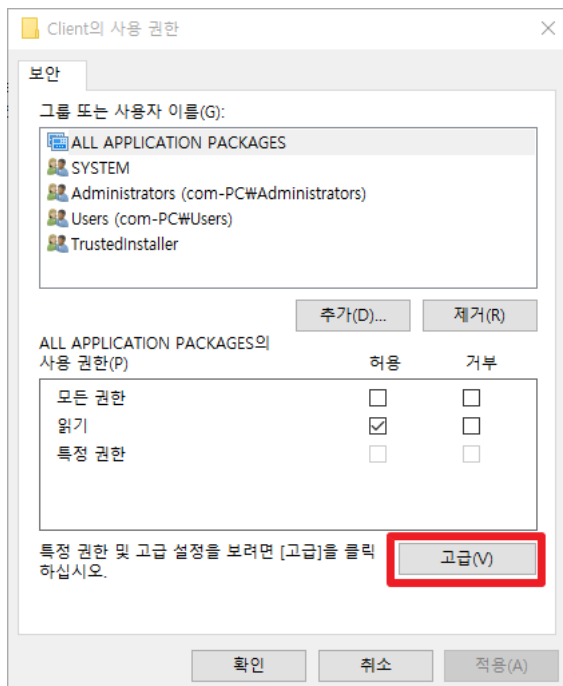 Client의 사용 권한
보안
그룹 또는 사용자 이름(G):
ALL APPLICATION PACKAGES
SYSTEM
Administrators (com-PC₩Administrators)
Users (com-PC₩Users)
TrustedInstaller
추가(D)... 제거(R)
ALL APPLICATION PACKAGES의
사용 권한(P) 허용 거부
모든 권한
읽기
특정 권한
특정 권한 및 고급 설정을 보려면 [고급]을 클릭
하십시오.
고급(V)
확인 취소 적용(A)